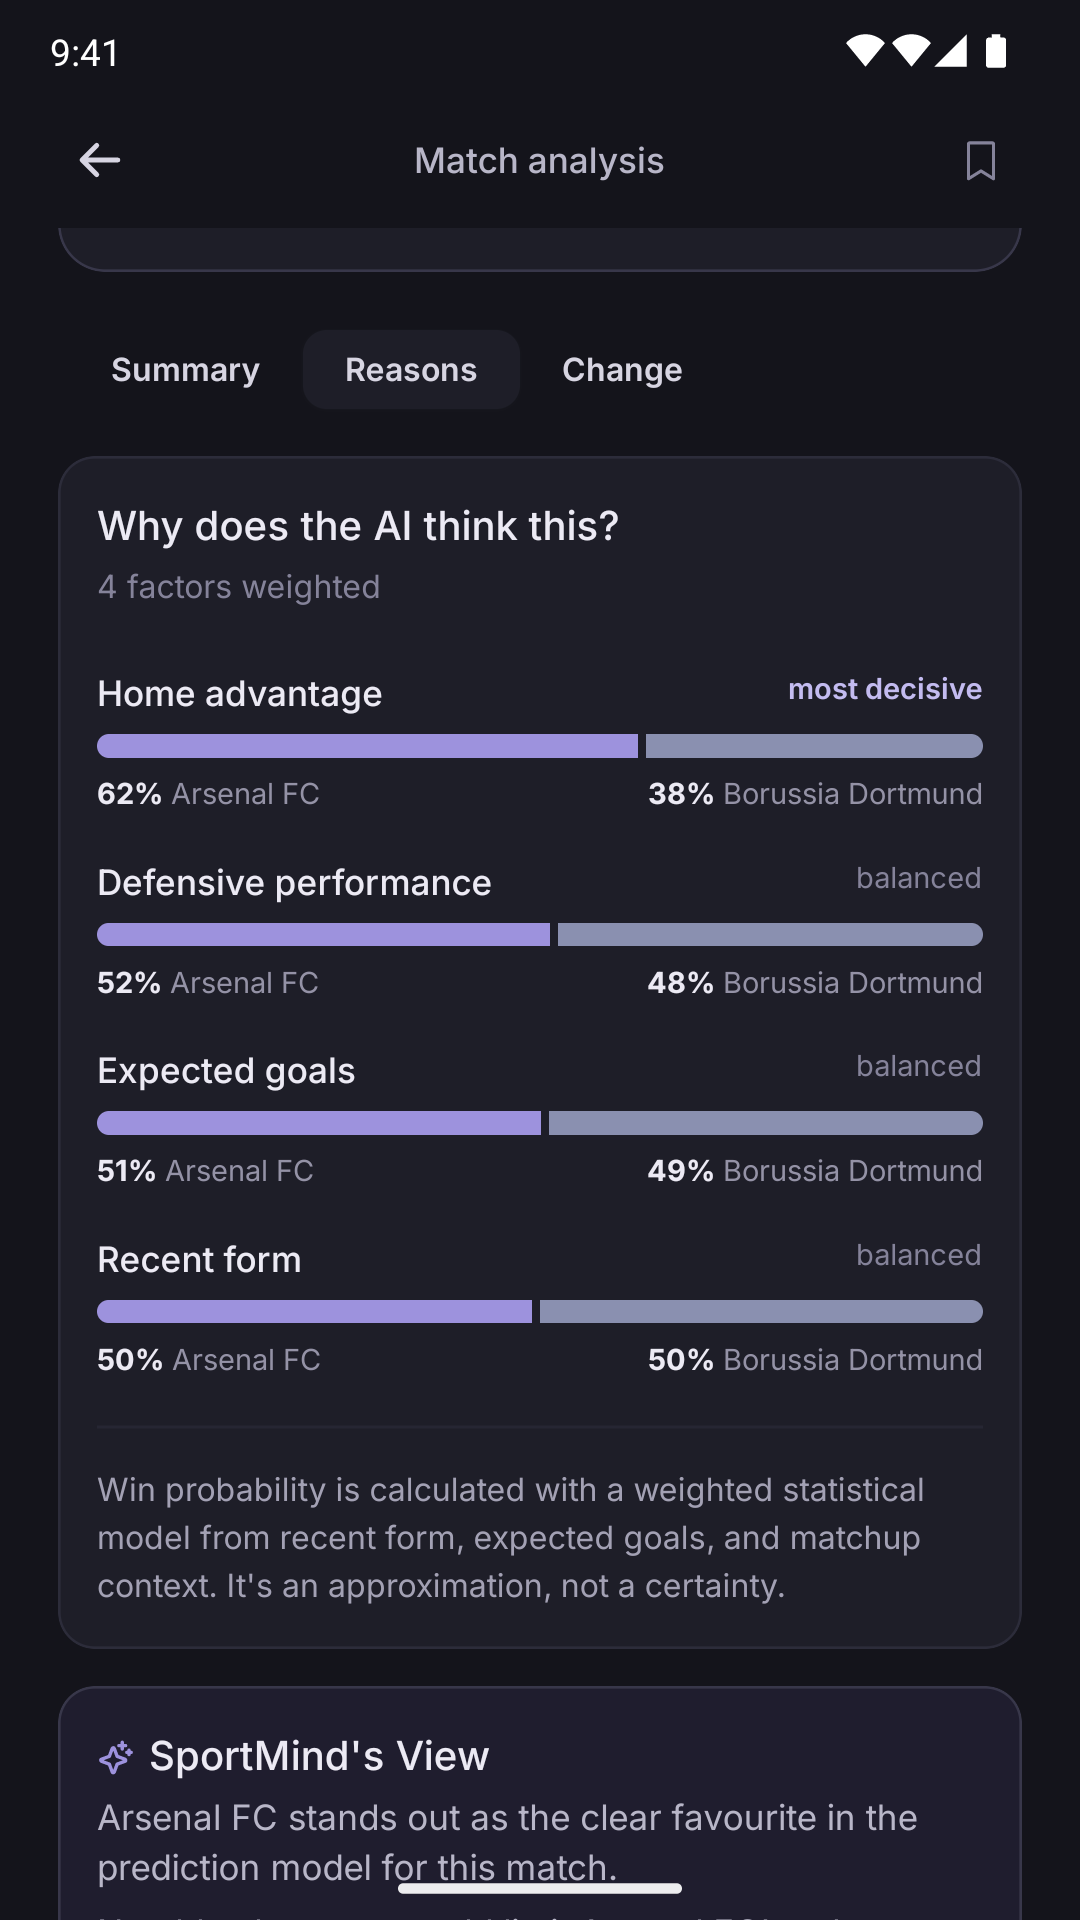 9:41
Match analysis
Summary Reasons Change
Why does the AI think this?
4 factors weighted
Home advantage most decisive
62% Arsenal FC 38% Borussia Dortmund
Defensive performance balanced
52% Arsenal FC 48% Borussia Dortmund
Expected goals balanced
51% Arsenal FC 49% Borussia Dortmund
Recent form balanced
50% Arsenal FC 50% Borussia Dortmund
Win probability is calculated with a weighted statistical
model from recent form, expected goals, and matchup
context. It's an approximation, not a certainty.
SportMind's View
Arsenal FC stands out as the clear favourite in the
prediction model for this match.